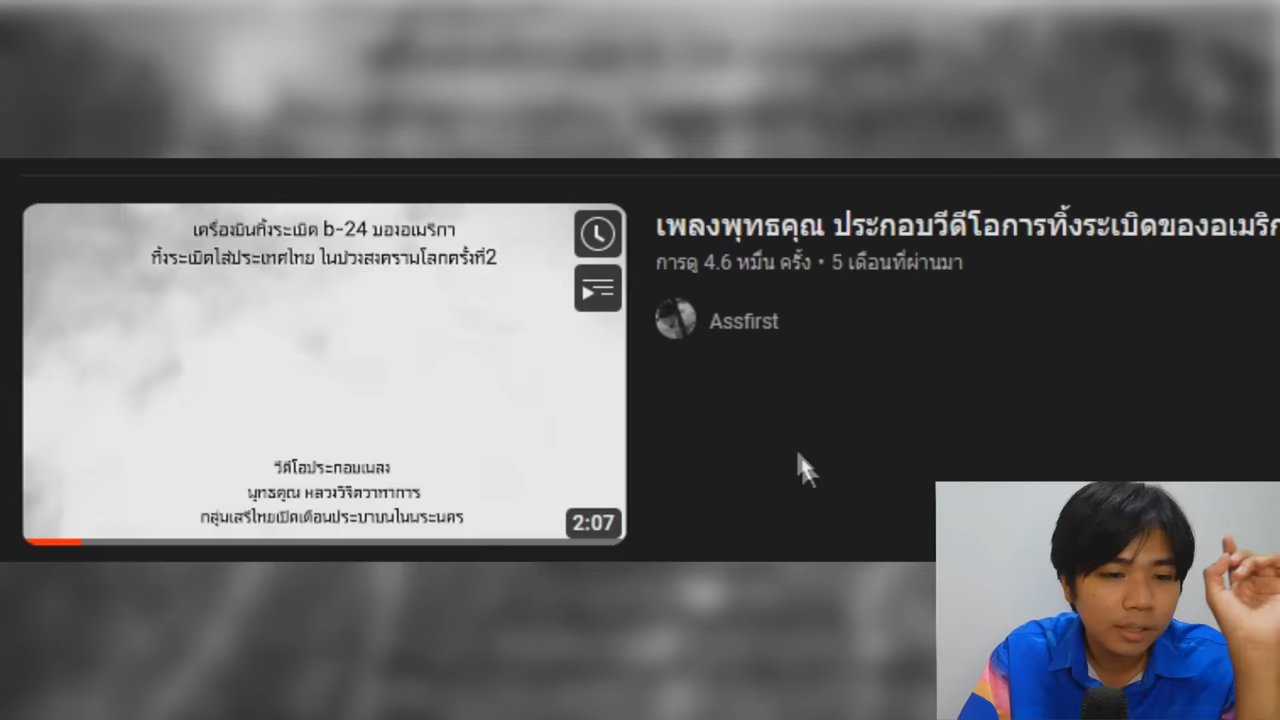 เครื่องบินทิ้งระเบิด b-24 ของอเมริกา
ทิ้งระเบิดใส่ประเทศไทย ในช่วงสงครามโลกครั้งที่2
วีดีโอประกอบเพลง
พุทธคุณ หลวงวิจิตวาทาการ
กลุ่มเสรีไทยเปิดเตือนประชาชนในพระนคร
2:07
เพลงพุทธคุณ ประกอบวีดีโอการทิ้งระเบิดของอเมริก
การดู 4.6 หมื่น ครั้ง • 5 เดือนที่ผ่านมา
Assfirst